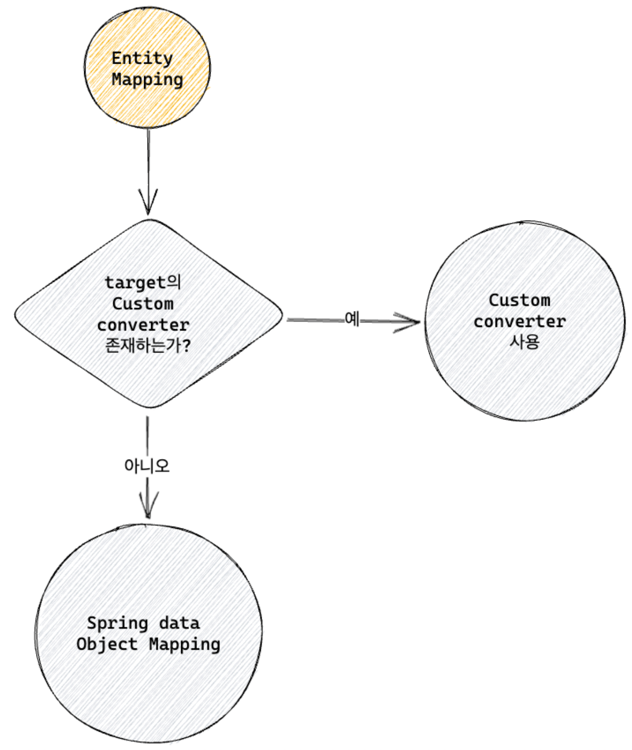 Entity
Mapping
target의
Custom
converter
존재하는가?
예
Custom
converter
사용
아니오
Spring data
Object Mapping